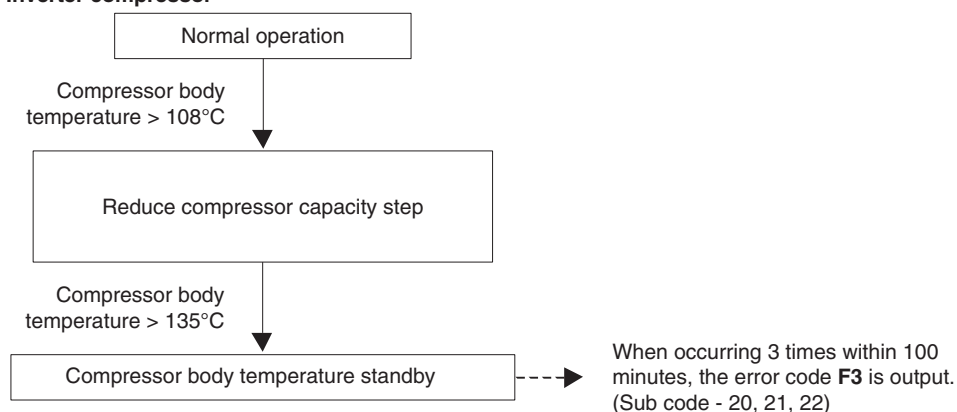 Inverter compressor
Normal operation
Compressor body
temperature > 108°C
Reduce compressor capacity step
Compressor body
temperature > 135°C
Compressor body temperature standby
When occurring 3 times within 100
minutes, the error code F3 is output.
(Sub code - 20, 21, 22)